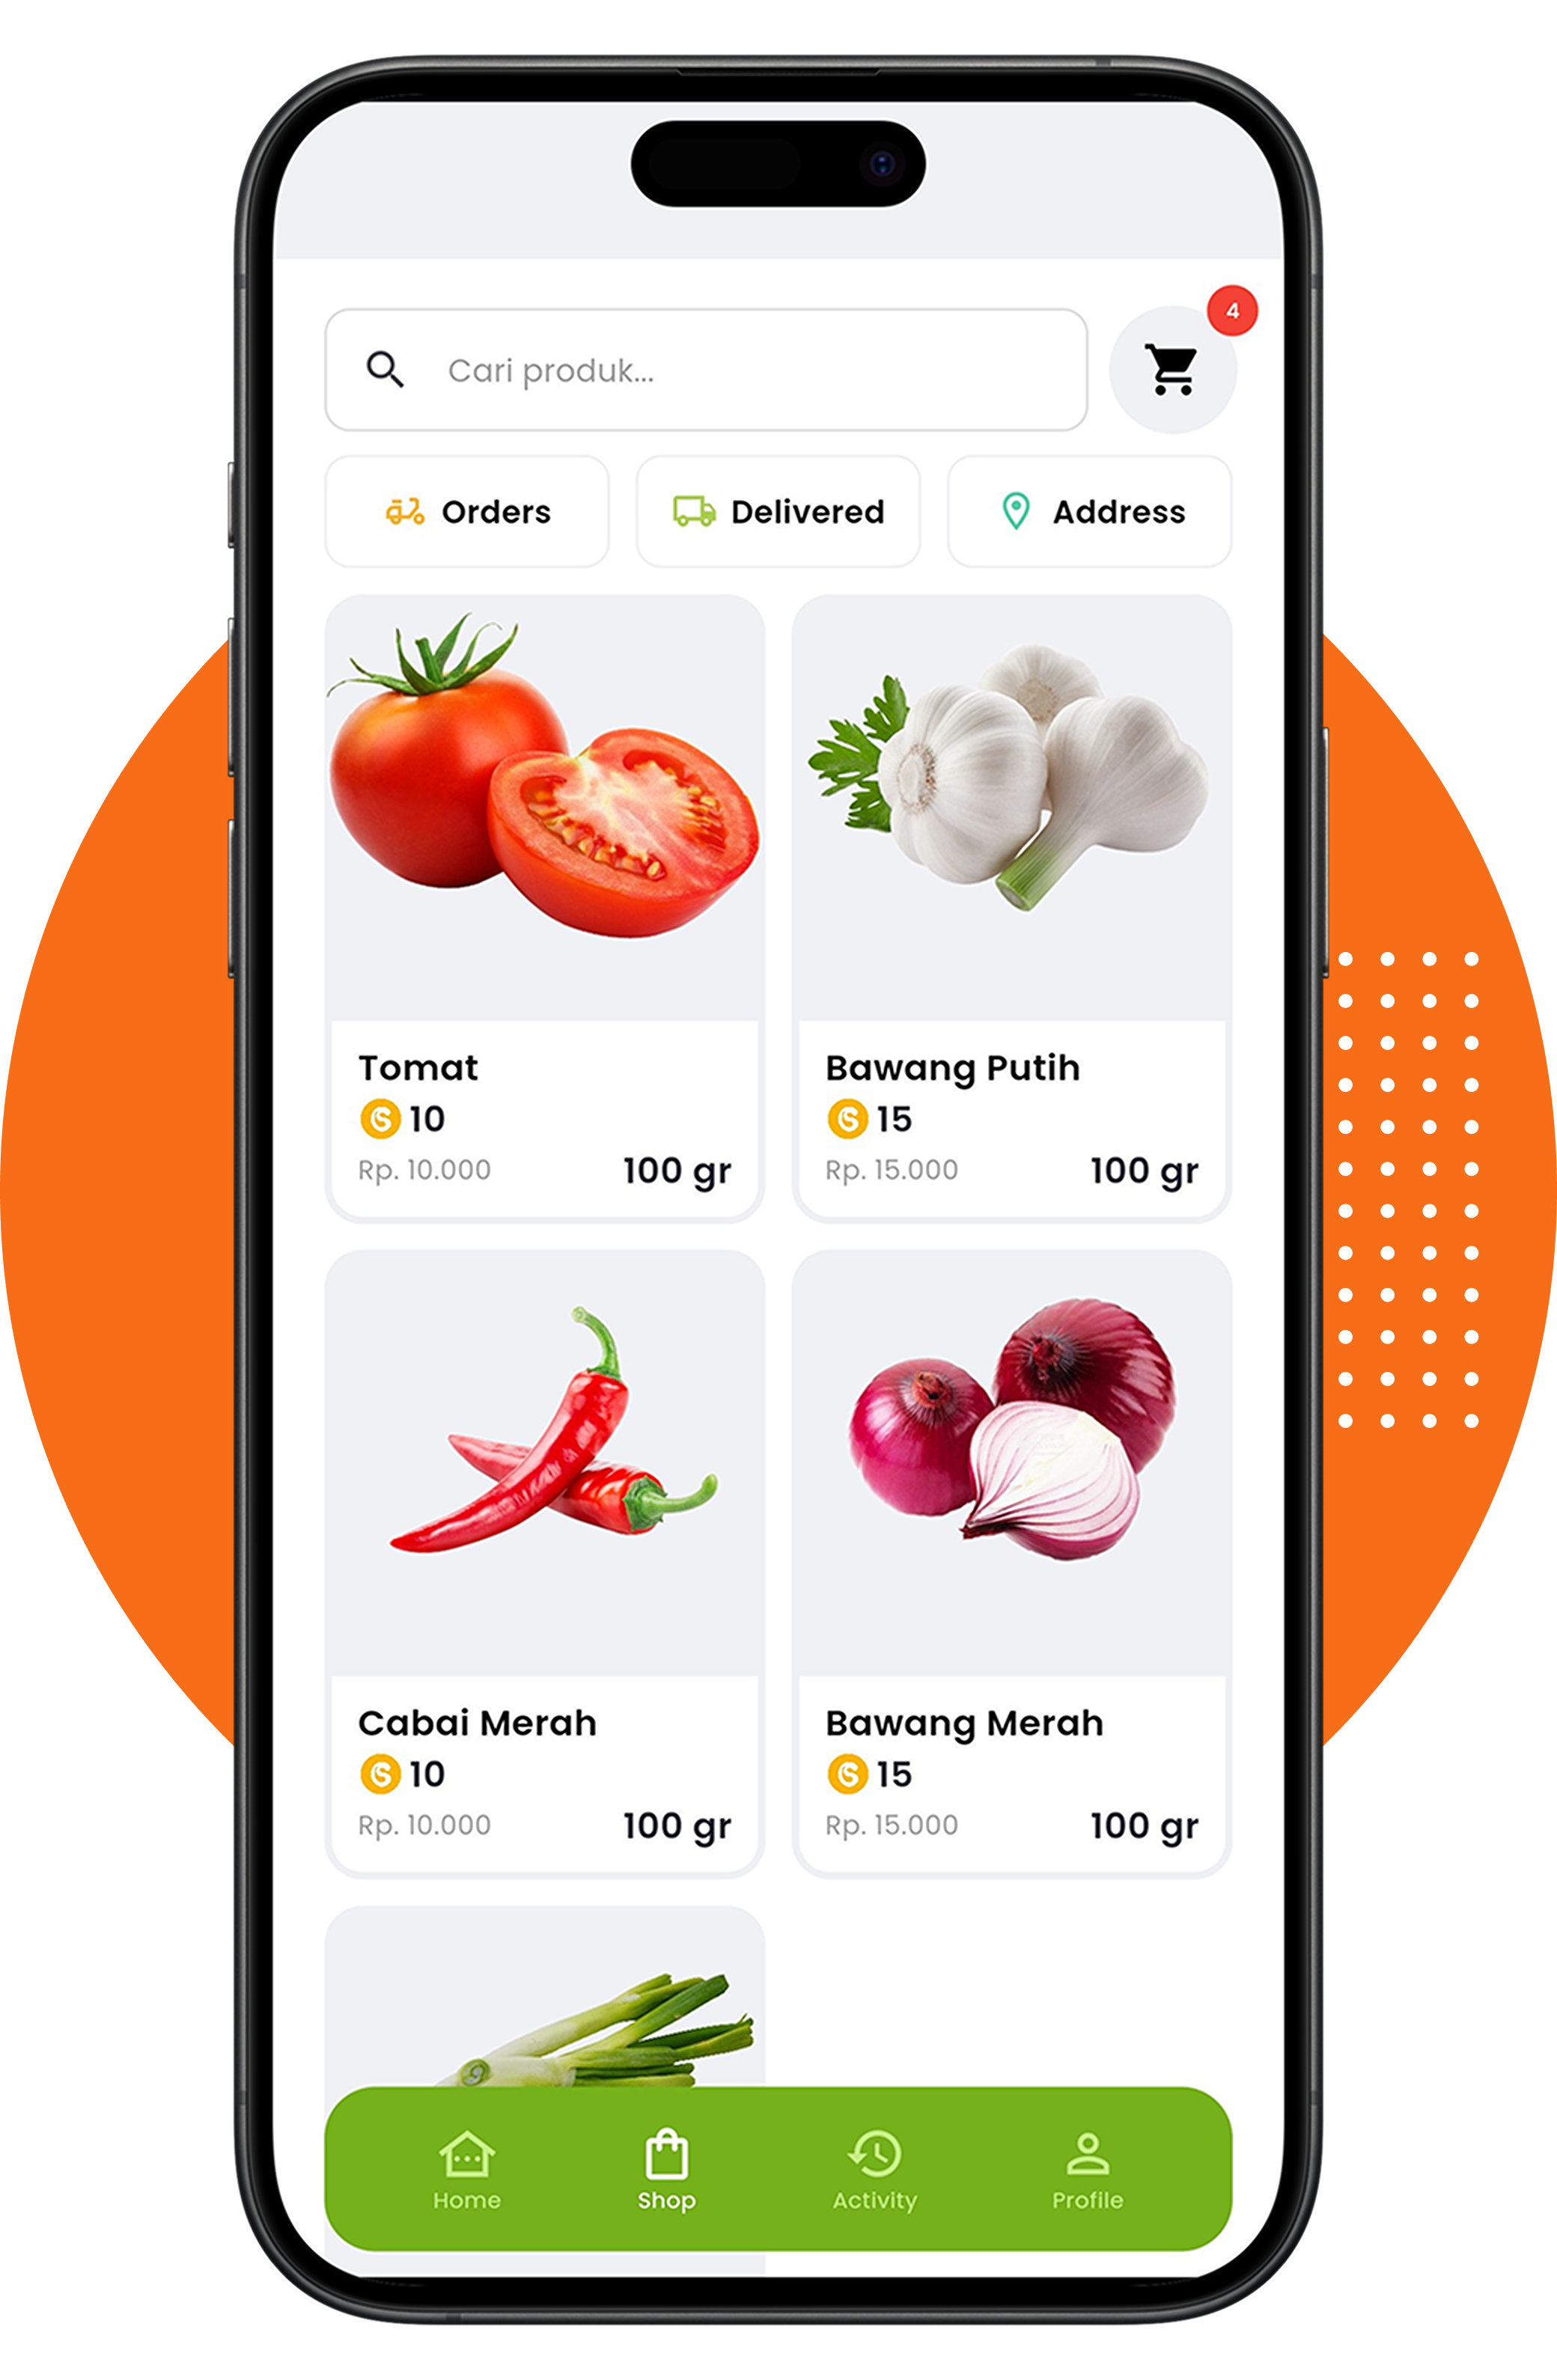 4
Cari produk...
Orders
Delivered
Address
Tomat
10
Rp. 10.000
100 gr
Bawang Putih
15
Rp. 15.000
100 gr
Cabai Merah
10
Rp. 10.000
100 gr
Bawang Merah
15
Rp. 15.000
100 gr
Home
Shop
Activity
Profile